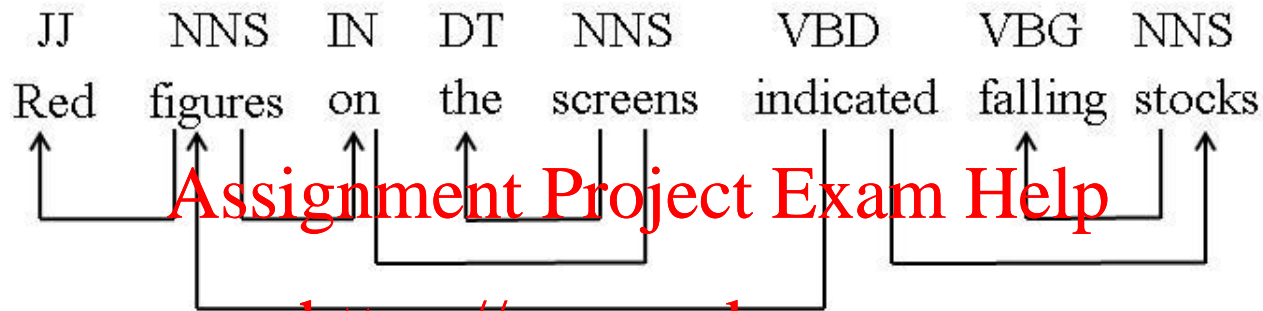 JJ NNS IN DT NNS VBD VBG NNS
Red figures on the screens indicated falling stocks
Assignment Project Exam Help